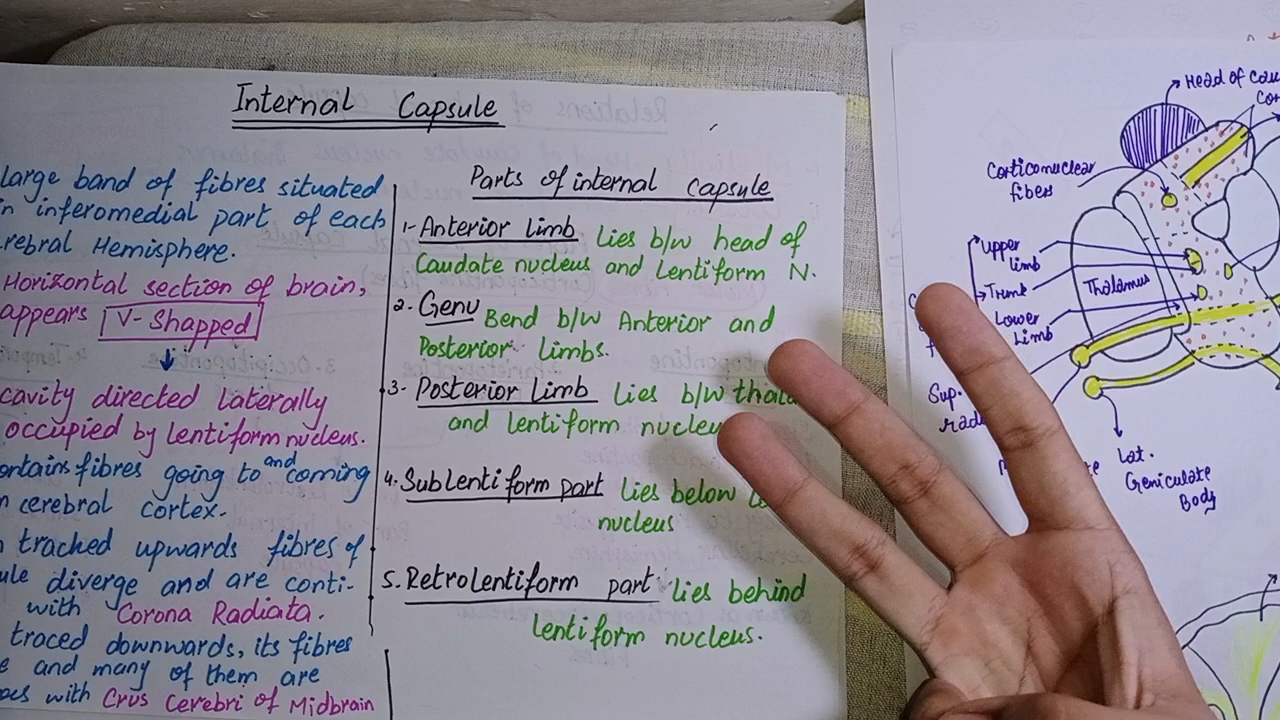 Internal Capsule
large band of fibres situated
in inferomedial part of each
rebral Hemisphere.
Horizontal section of brain,
appears V-Shapped
cavity directed laterally
occupied by lentiform nucleus.
ontains fibres going to and coming
cerebral cortex.
tracked upwards fibres of
ule diverge and are conti-
with Corona Radiata.
traced downwards, its fibres
and many of them are
with Crus Cerebri of Midbrain
Parts of internal capsule
1- Anterior limb Lies b/w head of
Caudate nucleus and lentiform N.
2- Genu Bend b/w Anterior and
Posterior limbs.
3- Posterior Limb lies b/w thala
and lentiform nucleu
4. Sublentiform part lies below
nucleus
5. Retrolentiform part lies behind
lentiform nucleus.
Head of Cau
Cor
Corticonuclear
fibers
Upper
limb
Trunk
Lower
Limb
Thalamus
Sup.
radi
Lat.
Geniculate
Body